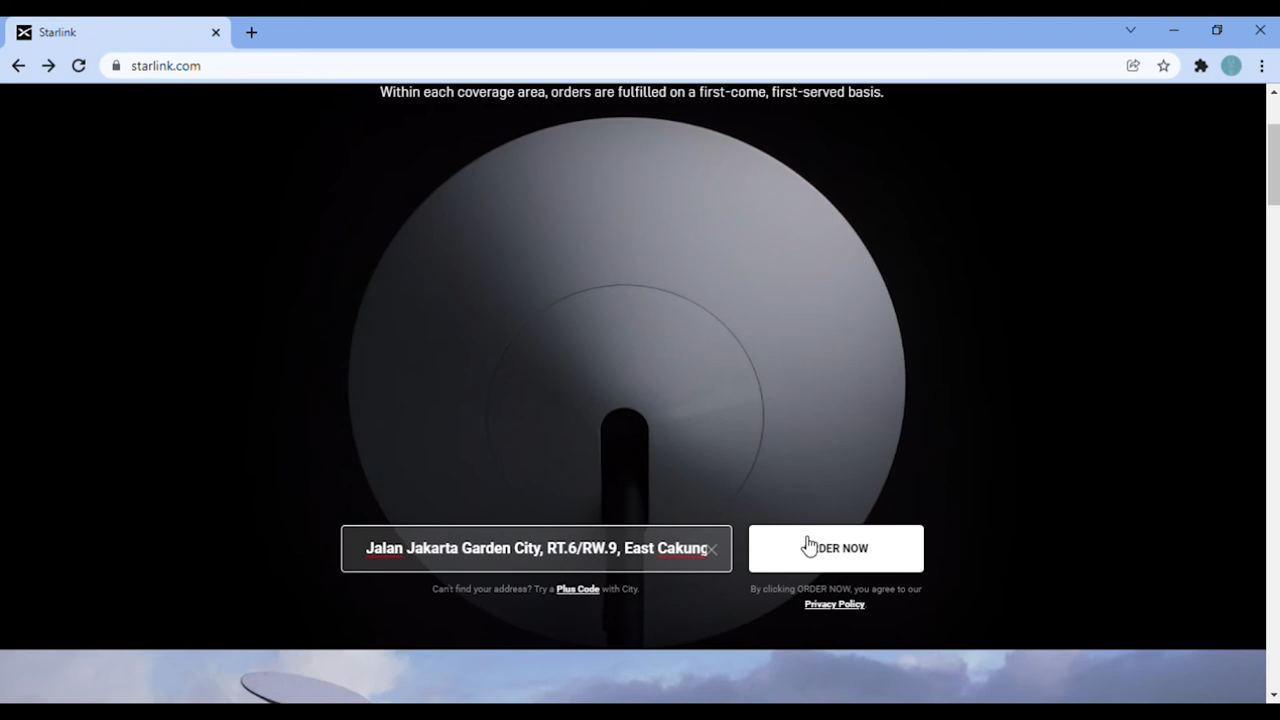 Starlink
starlink.com
Within each coverage area, orders are fulfilled on a first-come, first-served basis.
Jalan Jakarta Garden City, RT.6/RW.9, East Cakung
DER NOW
Can't find your address? Try a Plus Code with City.
By clicking ORDER NOW, you agree to our
Privacy Policy